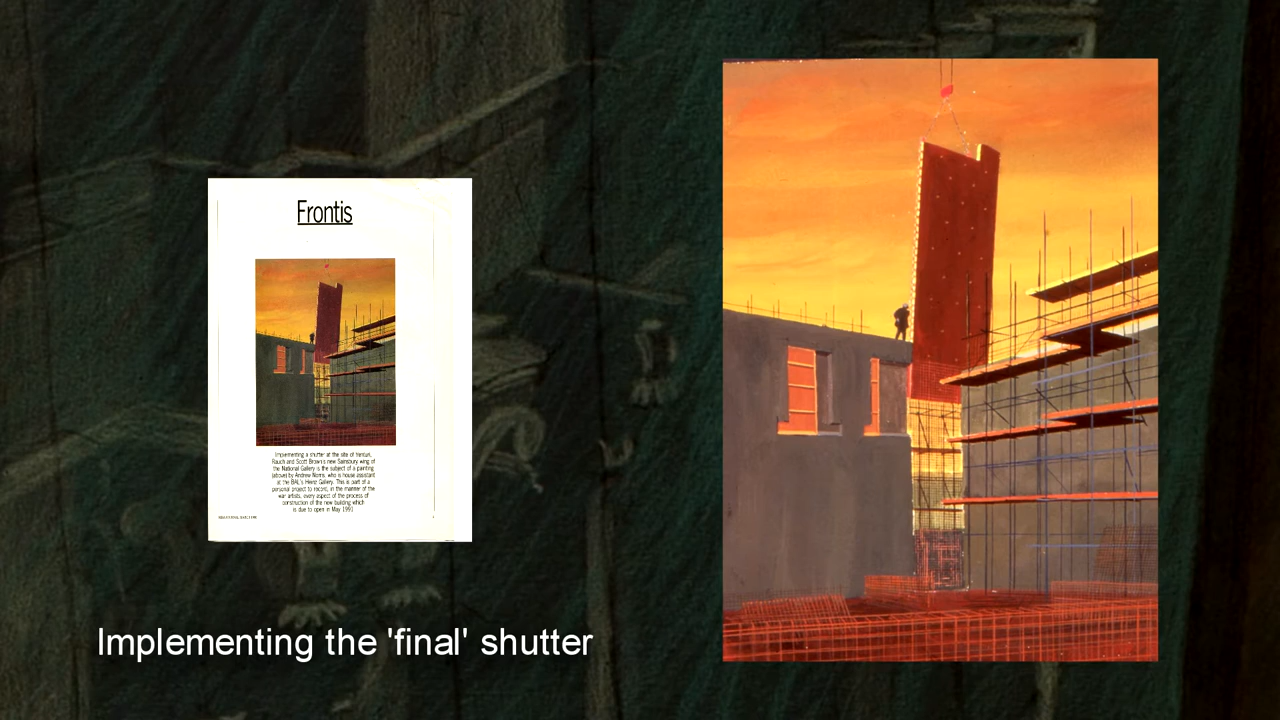 Frontis
Implementing a shutter at the site of Venturi,
Rauch and Scott Brown's new Sainsbury wing of
the National Gallery is the subject of a painting
(above) by Andrew Norris, who is house assistant
at the BAL's Heinz Gallery. This is part of a
personal project to record, in the manner of the
war artists, every aspect of the process of
construction of the new building which
is due to open in May 1991
Implementing the 'final' shutter